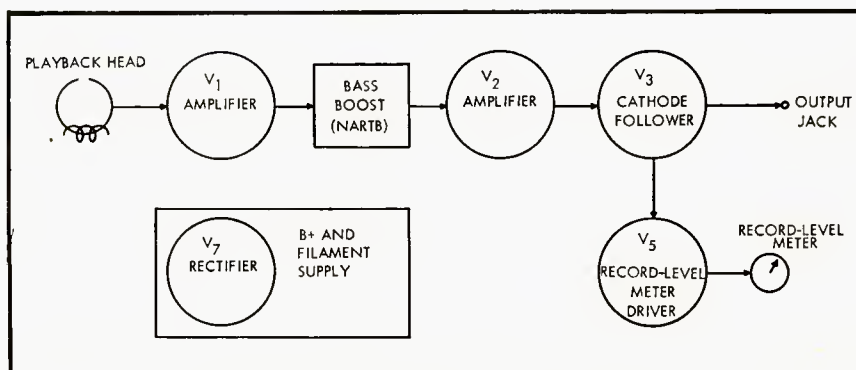 PLAYBACK HEAD
V1
AMPLIFIER
BASS
BOOST
(NARTB)
V2
AMPLIFIER
V3
CATHODE
FOLLOWER
OUTPUT
JACK
V7
RECTIFIER
B+ AND
FILAMENT
SUPPLY
V5
RECORD-LEVEL
METER
DRIVER
RECORD-LEVEL
METER